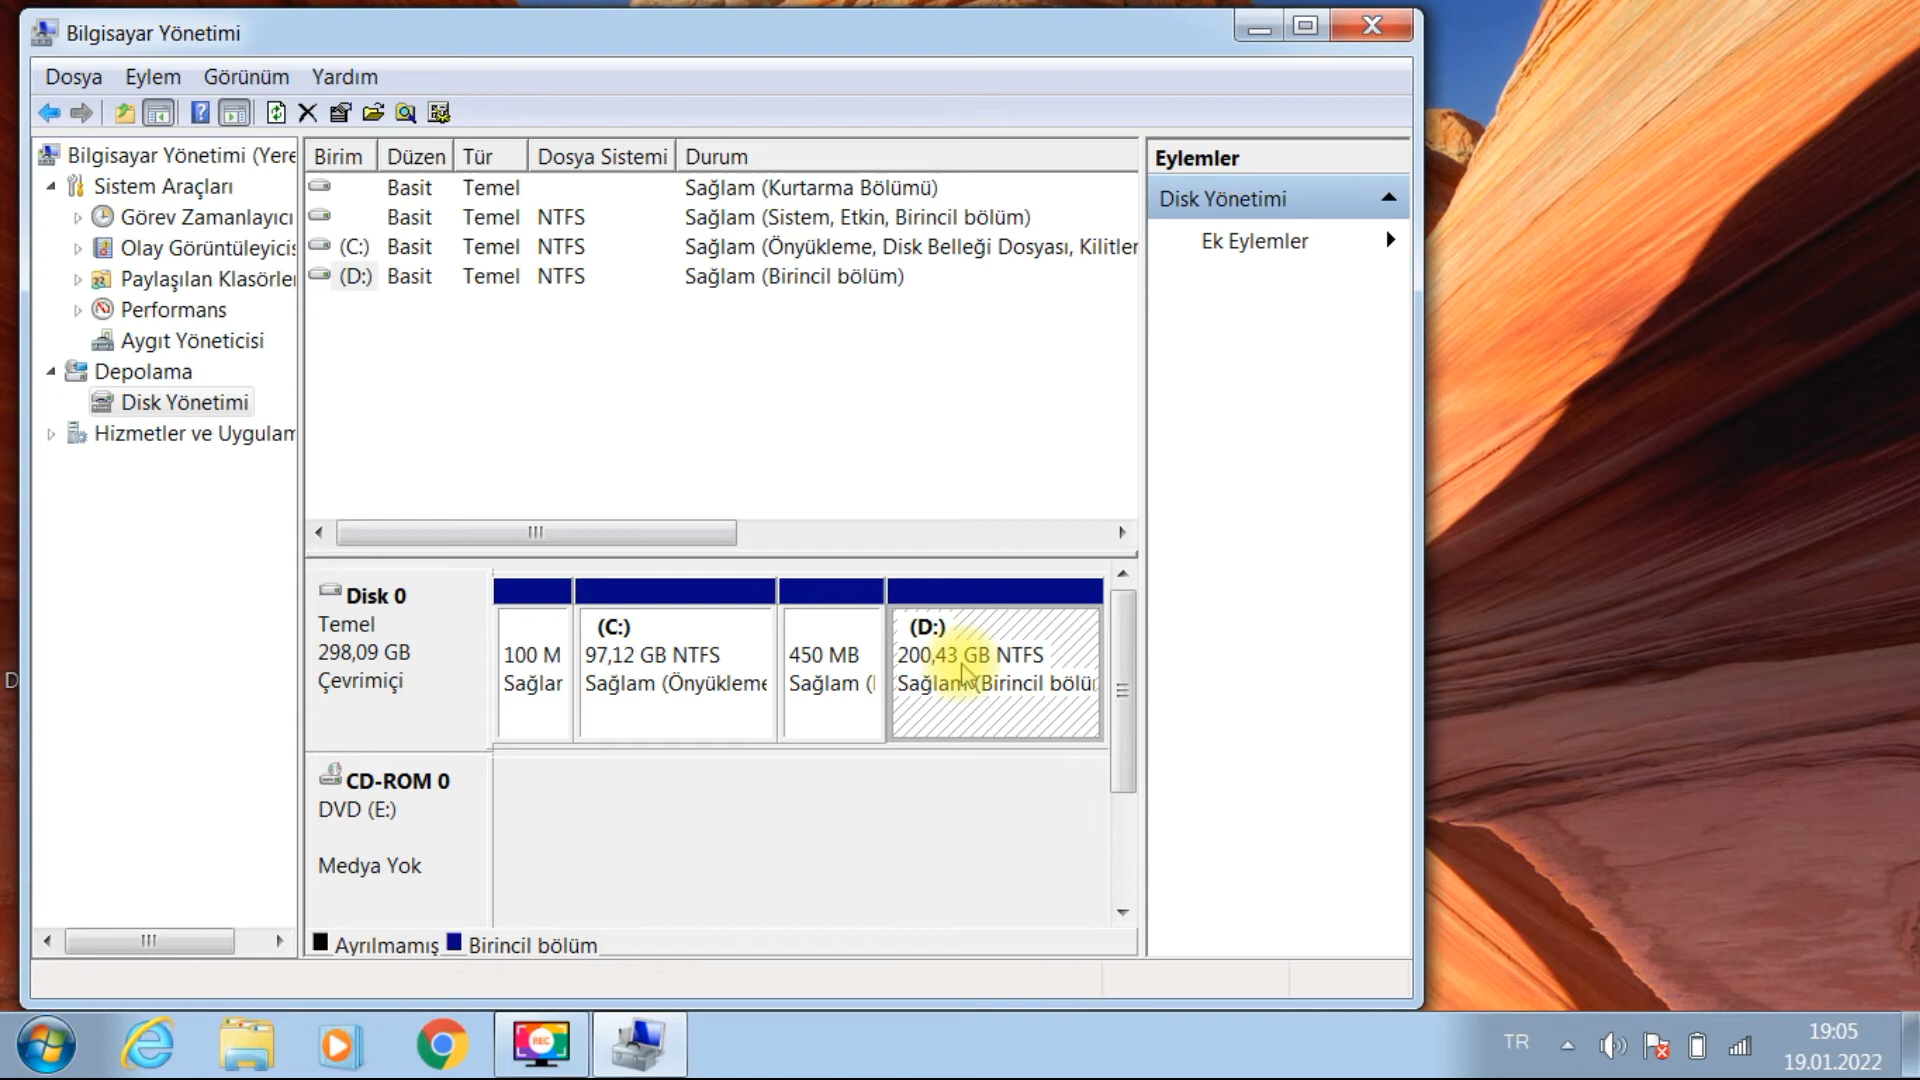 Bilgisayar Yönetimi
Dosya Eylem Görünüm Yardım
Bilgisayar Yönetimi (Yere
Sistem Araçları
Görev Zamanlayıcı
Olay Görüntüleyicis
Paylaşılan Klasörle
Performans
Aygıt Yöneticisi
Depolama
Disk Yönetimi
Hizmetler ve Uygulam
Birim Düzen Tür Dosya Sistemi Durum
Basit Temel Sağlam (Kurtarma Bölümü)
Basit Temel NTFS Sağlam (Sistem, Etkin, Birincil bölüm)
(C:) Basit Temel NTFS Sağlam (Önyükleme, Disk Belleği Dosyası, Kilitler
(D:) Basit Temel NTFS Sağlam (Birincil bölüm)
Eylemler
Disk Yönetimi
Ek Eylemler
Disk 0
Temel
298,09 GB
Çevrimiçi
100 M
Sağlar
(C:)
97,12 GB NTFS
Sağlam (Önyükleme
450 MB
Sağlam (
(D:)
200,43 GB NTFS
Sağlam (Birincil bölü
CD-ROM 0
DVD (E:)
Medya Yok
Ayrılmamış Birincil bölüm
D
REC
TR
19:05
19.01.2022